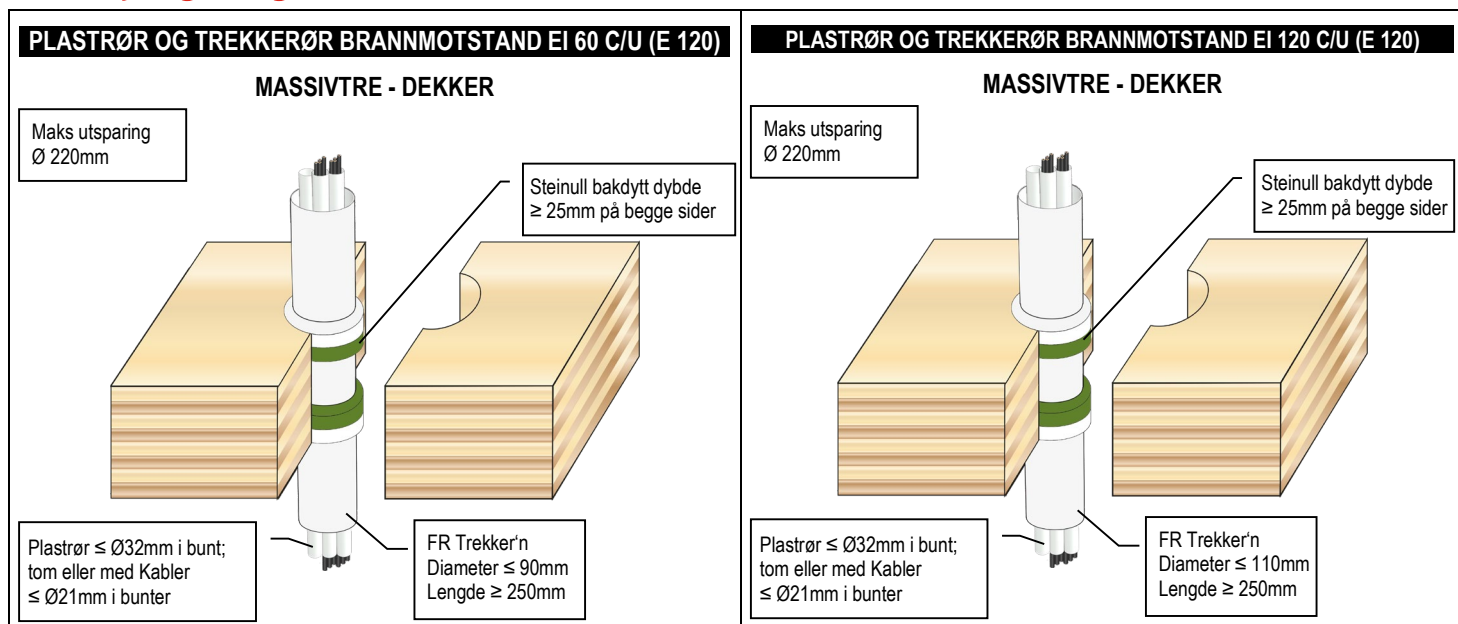 PLASTRØR OG TREKKERØR BRANNMOTSTAND EI 60 C/U (E 120)
MASSIVTRE - DEKKER
Maks utsparing
Ø 220mm
Steinull bakdytt dybde
≥ 25mm på begge sider
Plastrør ≤ Ø32mm i bunt;
tom eller med Kabler
≤ Ø21mm i bunter
FR Trekker‘n
Diameter ≤ 90mm
Lengde ≥ 250mm
PLASTRØR OG TREKKERØR BRANNMOTSTAND EI 120 C/U (E 120)
MASSIVTRE - DEKKER
Maks utsparing
Ø 220mm
Steinull bakdytt dybde
≥ 25mm på begge sider
Plastrør ≤ Ø32mm i bunt;
tom eller med Kabler
≤ Ø21mm i bunter
FR Trekker‘n
Diameter ≤ 110mm
Lengde ≥ 250mm